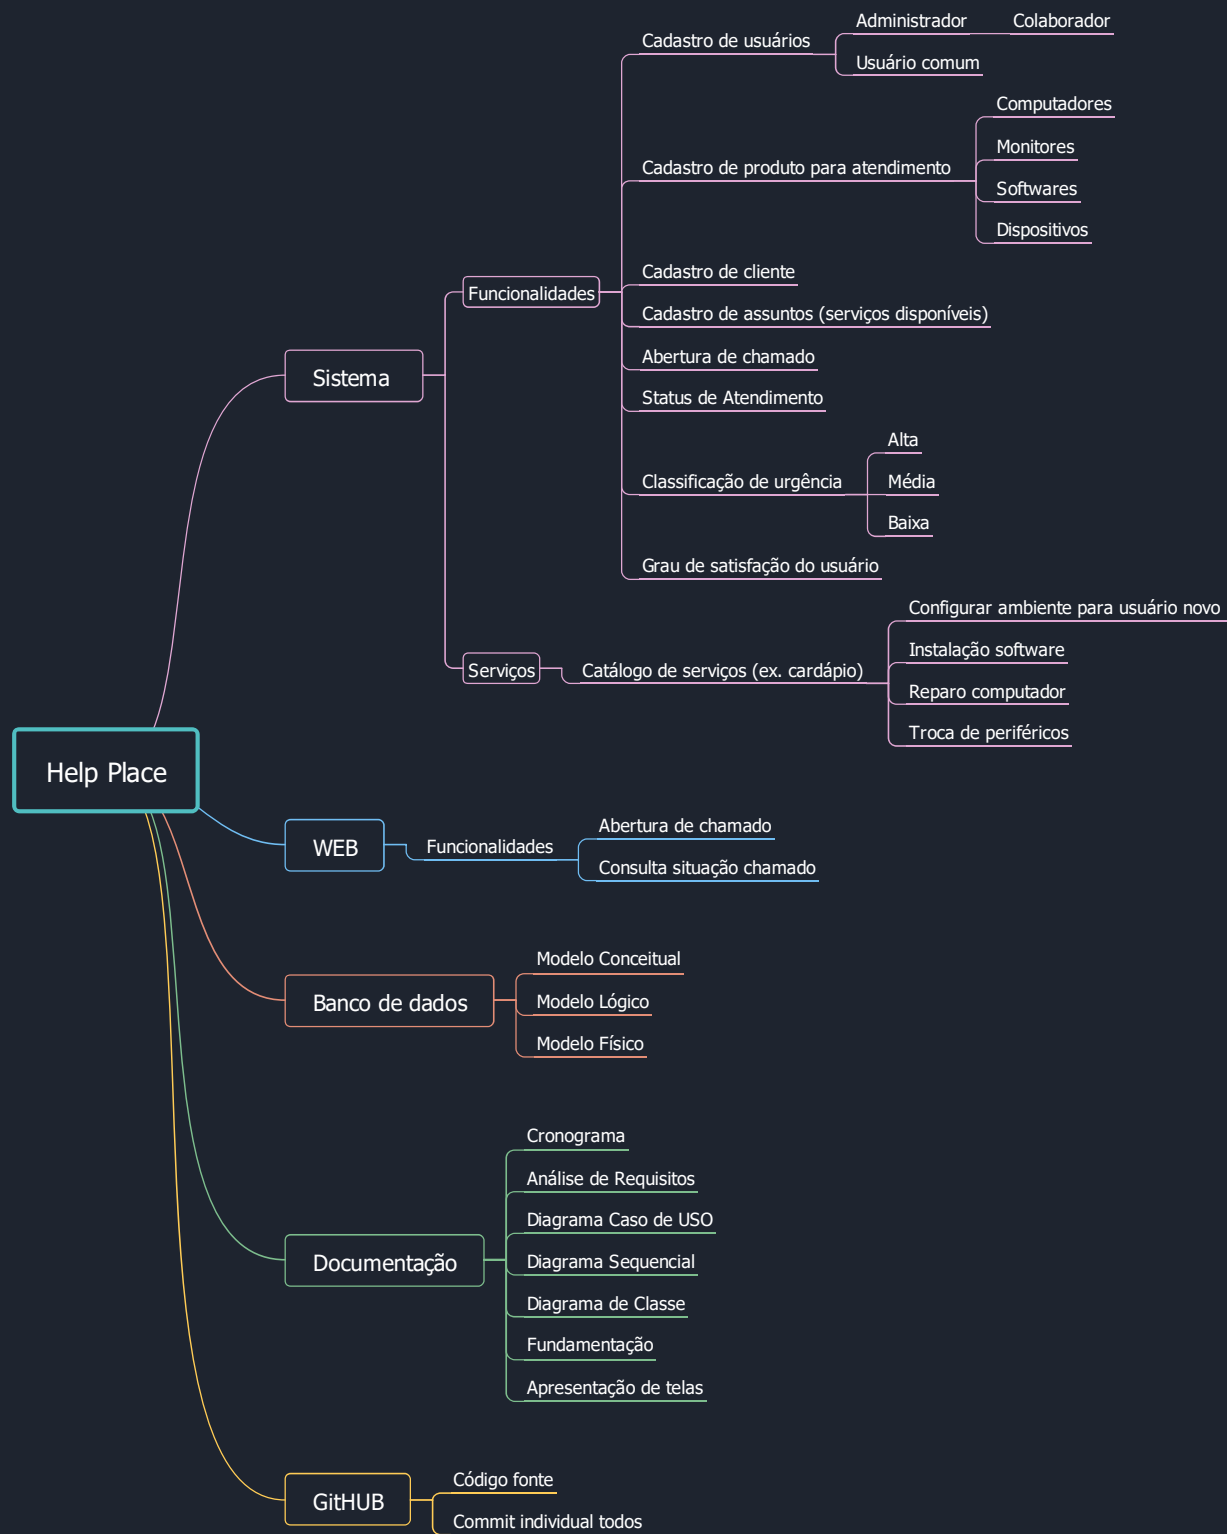 Help Place
Sistema
Funcionalidades
Cadastro de usuários
Administrador
Colaborador
Usuário comum
Cadastro de produto para atendimento
Computadores
Monitores
Softwares
Dispositivos
Cadastro de cliente
Cadastro de assuntos (serviços disponíveis)
Abertura de chamado
Status de Atendimento
Classificação de urgência
Alta
Média
Baixa
Grau de satisfação do usuário
Serviços
Catálogo de serviços (ex. cardápio)
Configurar ambiente para usuário novo
Instalação software
Reparo computador
Troca de periféricos
WEB
Funcionalidades
Abertura de chamado
Consulta situação chamado
Banco de dados
Modelo Conceitual
Modelo Lógico
Modelo Físico
Documentação
Cronograma
Análise de Requisitos
Diagrama Caso de USO
Diagrama Sequencial
Diagrama de Classe
Fundamentação
Apresentação de telas
GitHUB
Código fonte
Commit individual todos